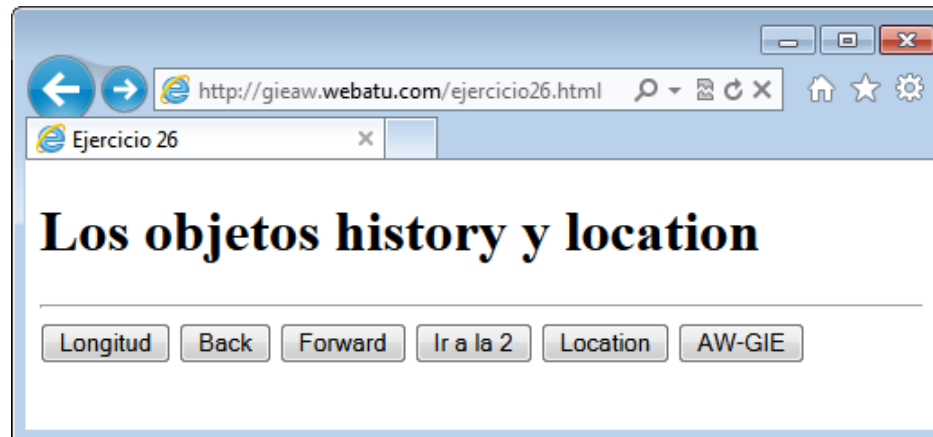 http://gieaw.webatu.com/ejercicio26.html
Ejercicio 26
Los objetos history y location
Longitud Back Forward Ir a la 2 Location AW-GIE